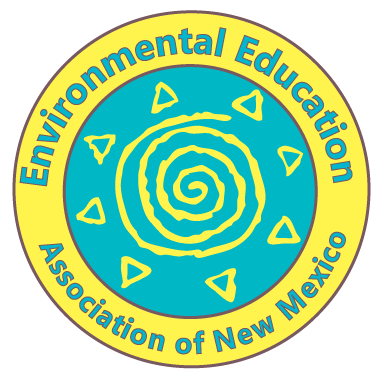 Environmental Education
Association of New Mexico